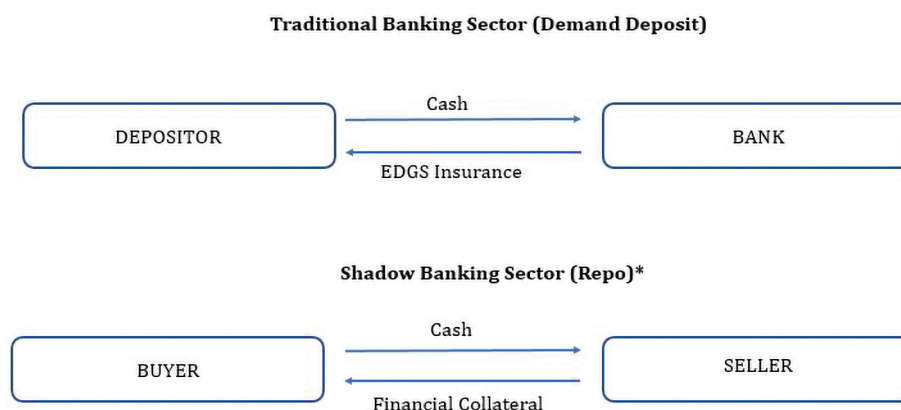 Traditional Banking Sector (Demand Deposit)
Cash
DEPOSITOR
BANK
EDGS Insurance
Shadow Banking Sector (Repo)*
Cash
BUYER
SELLER
Financial Collateral